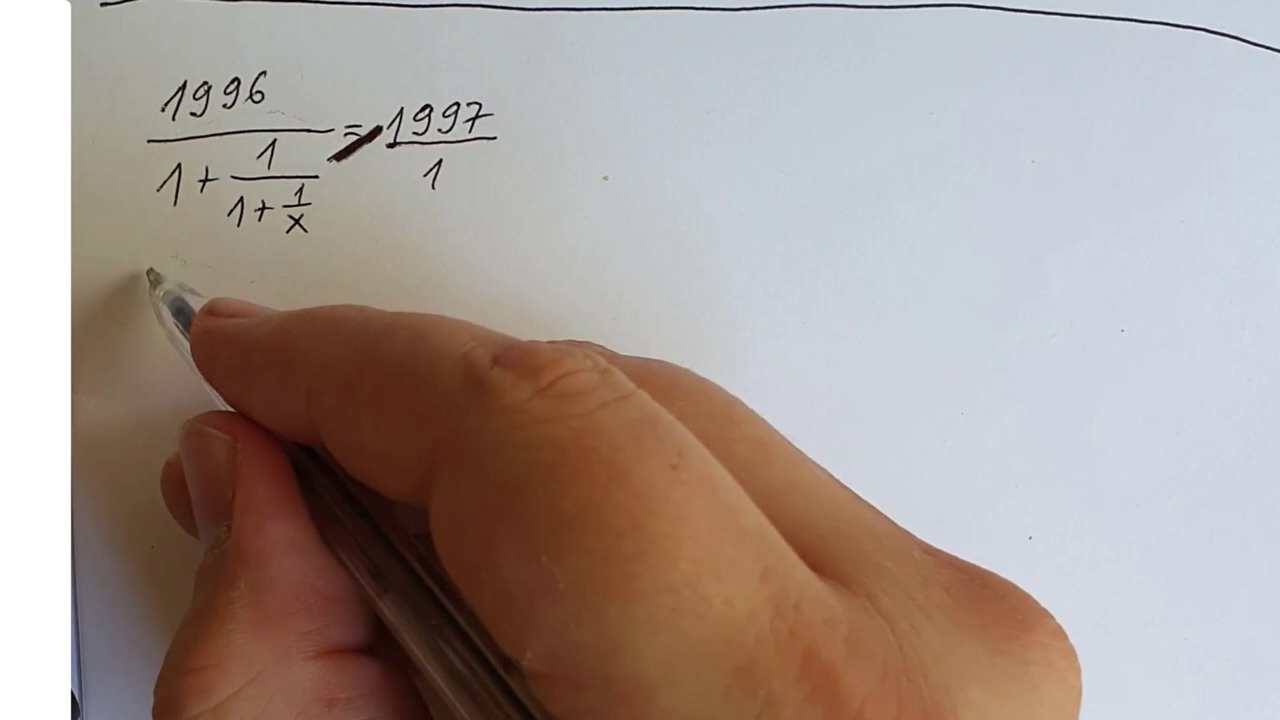 1996 = 1997
1 + 1 1
1 + 1
x